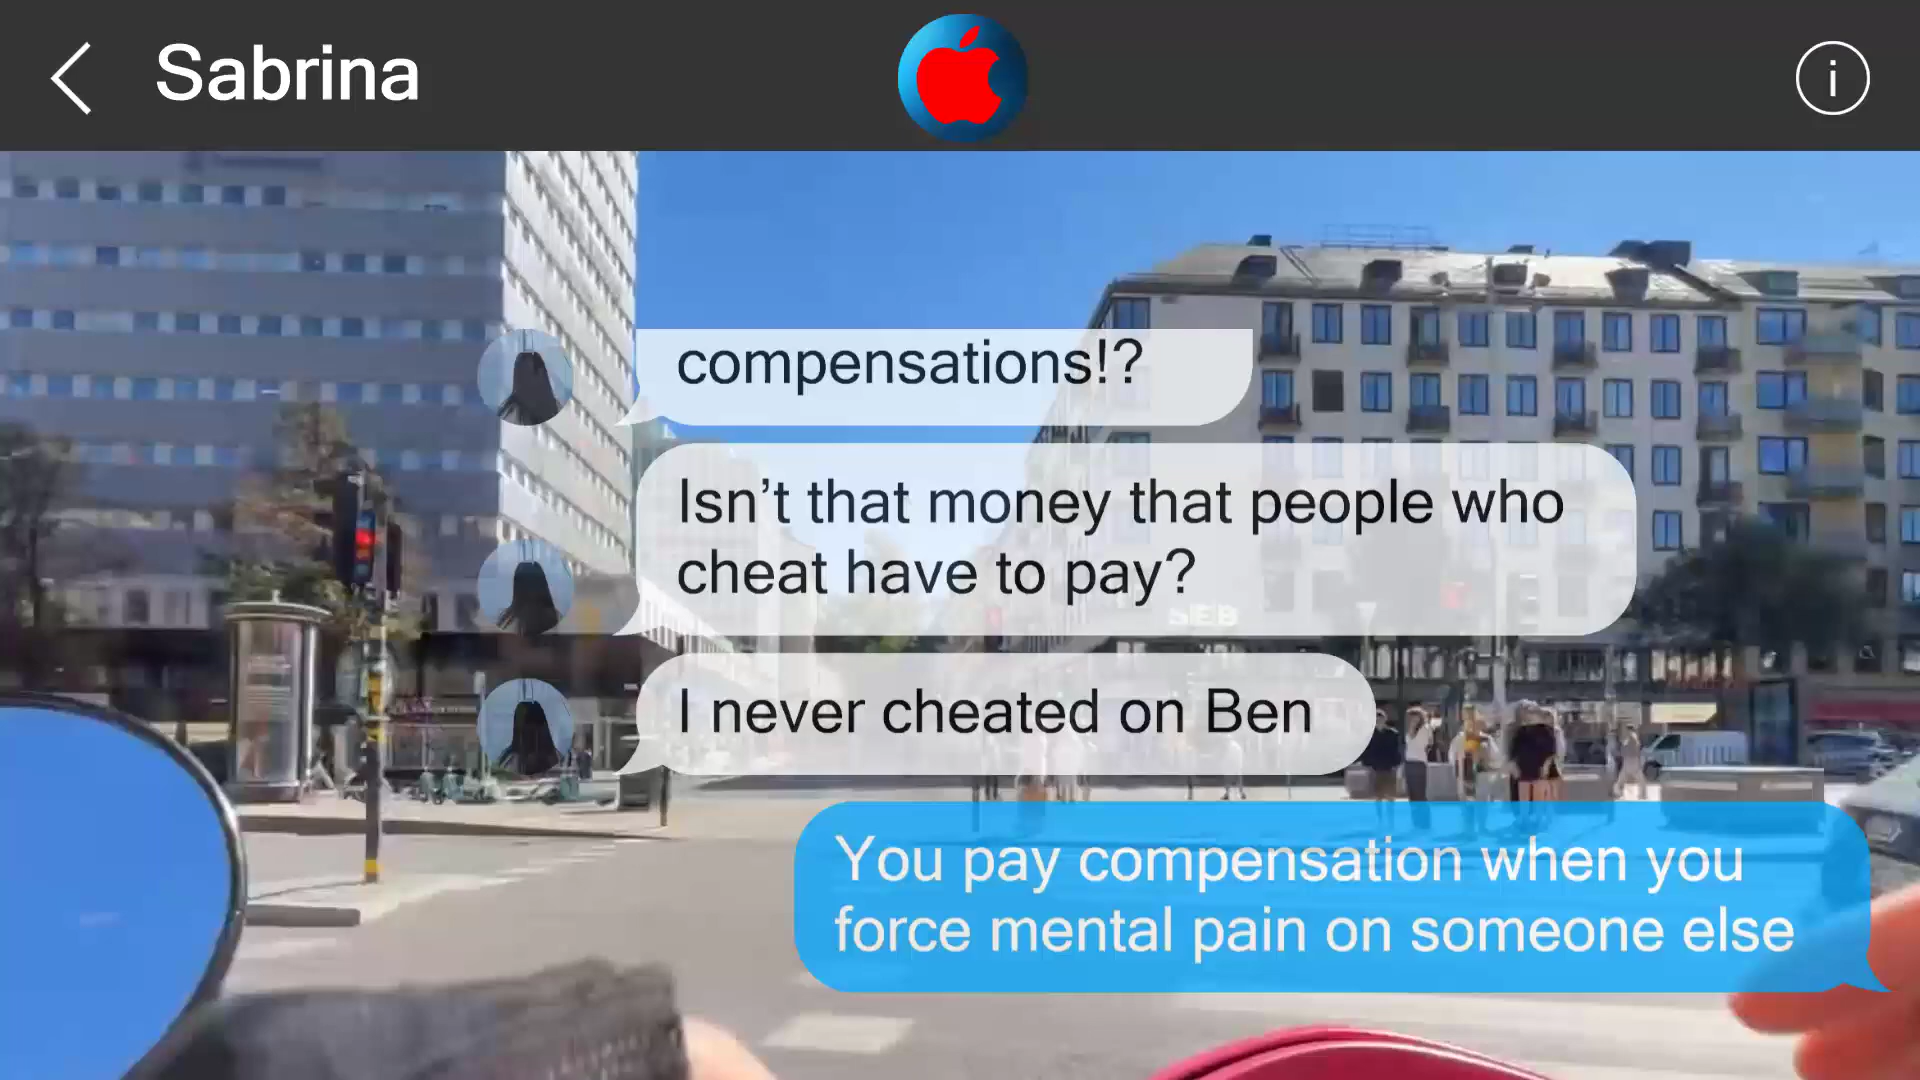 Sabrina
i
compensations!?
Isn’t that money that people who
cheat have to pay?
SEB
I never cheated on Ben
You pay compensation when you
force mental pain on someone else